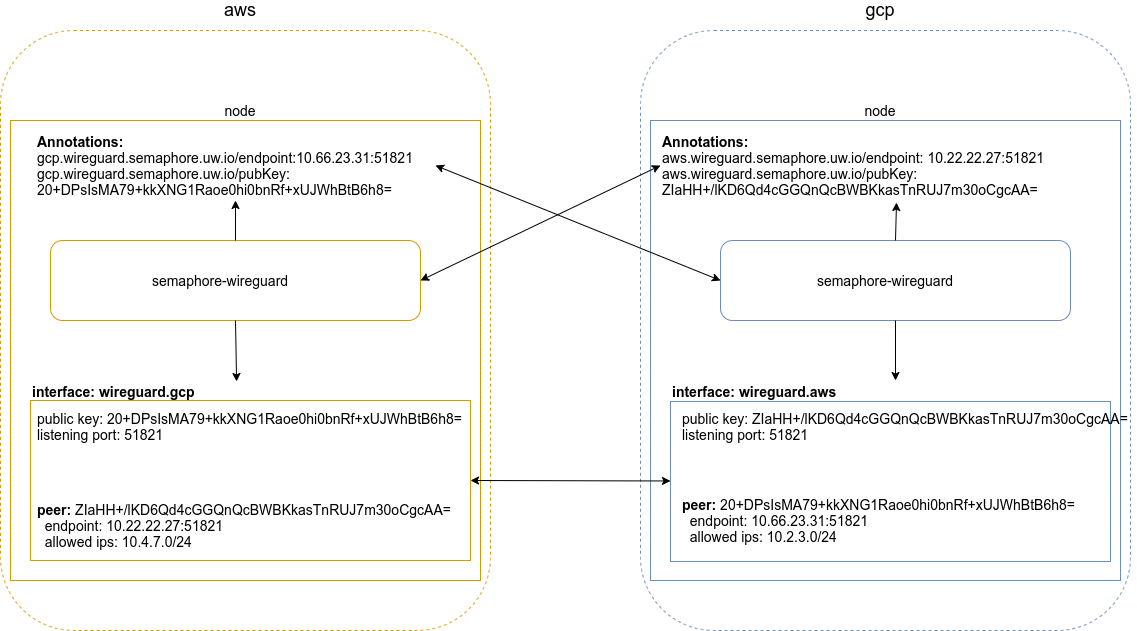 aws
node
Annotations:
gcp.wireguard.semaphore.uw.io/endpoint:10.66.23.31:51821
gcp.wireguard.semaphore.uw.io/pubKey:
20+DPsIsMA79+kkXNG1Raoe0hi0bnRf+xUJWhBtB6h8=
semaphore-wireguard
interface: wireguard.gcp
public key: 20+DPsIsMA79+kkXNG1Raoe0hi0bnRf+xUJWhBtB6h8=
listening port: 51821
peer: ZIaHH+/lKD6Qd4cGGQnQcBWBKkasTnRUJ7m30oCgcAA=
endpoint: 10.22.22.27:51821
allowed ips: 10.4.7.0/24
gcp
node
Annotations:
aws.wireguard.semaphore.uw.io/endpoint: 10.22.22.27:51821
aws.wireguard.semaphore.uw.io/pubKey:
ZIaHH+/lKD6Qd4cGGQnQcBWBKkasTnRUJ7m30oCgcAA=
semaphore-wireguard
interface: wireguard.aws
public key: ZIaHH+/lKD6Qd4cGGQnQcBWBKkasTnRUJ7m30oCgcAA=
listening port: 51821
peer: 20+DPsIsMA79+kkXNG1Raoe0hi0bnRf+xUJWhBtB6h8=
endpoint: 10.66.23.31:51821
allowed ips: 10.2.3.0/24